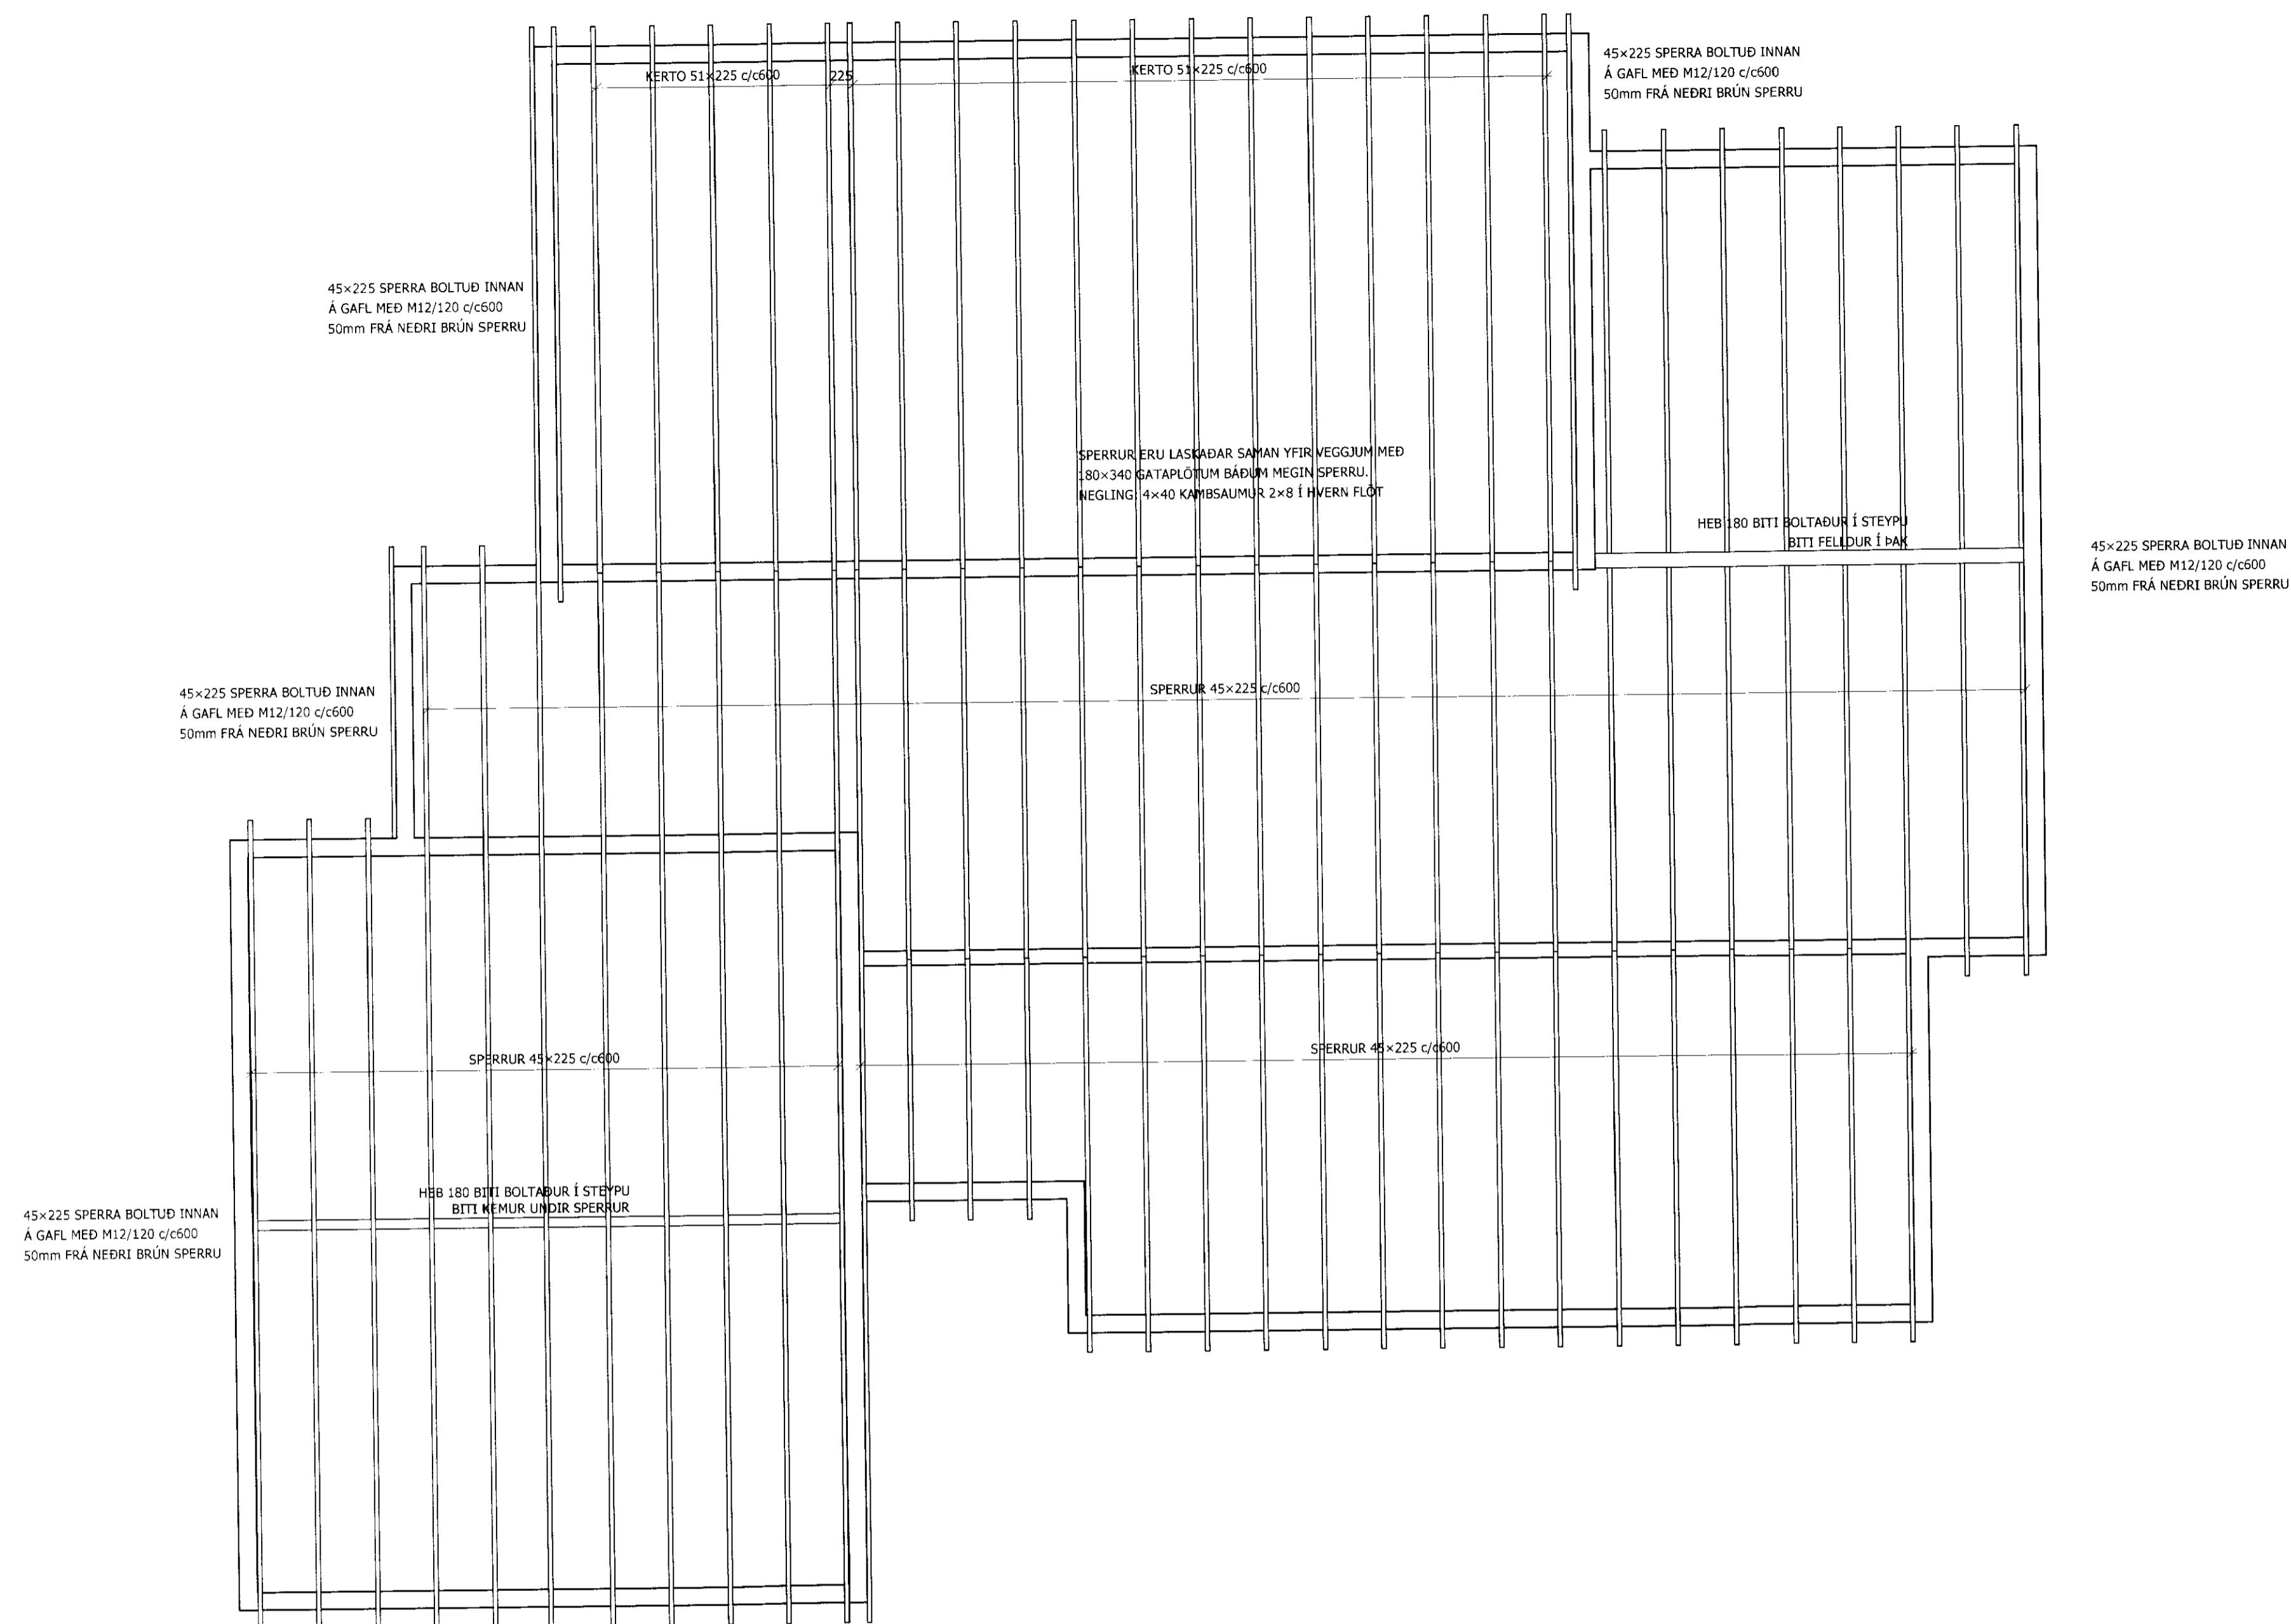 KERTO 51×225 c/c600
225
KERTO 51×225 c/c600
45×225 SPERRA BOLTUÐ INNAN
Á GAFL MEÐ M12/120 c/c600
50mm FRÁ NEÐRI BRÚN SPERRU
45×225 SPERRA BOLTUÐ INNAN
Á GAFL MEÐ M12/120 c/c600
50mm FRÁ NEÐRI BRÚN SPERRU
SPERRUR ERU LASKAÐAR SAMAN YFIR VEGGJUM MEÐ
180×340 GATAPLÖTUM BÁÐUM MEGIN SPERRU.
NEGLING: 4×40 KAMBSAUMUR 2×8 Í HVERN FLÖT
HEB 180 BITI BOLTAÐUR Í STEYPU
BITI FELLDUR Í ÞAK
45×225 SPERRA BOLTUÐ INNAN
Á GAFL MEÐ M12/120 c/c600
50mm FRÁ NEÐRI BRÚN SPERRU
45×225 SPERRA BOLTUÐ INNAN
Á GAFL MEÐ M12/120 c/c600
50mm FRÁ NEÐRI BRÚN SPERRU
SPERRUR 45×225 c/c600
SPERRUR 45×225 c/c600
SPERRUR 45×225 c/c600
HEB 180 BITI BOLTAÐUR Í STEYPU
BITI KEMUR UNDIR SPERRUR
45×225 SPERRA BOLTUÐ INNAN
Á GAFL MEÐ M12/120 c/c600
50mm FRÁ NEÐRI BRÚN SPERRU